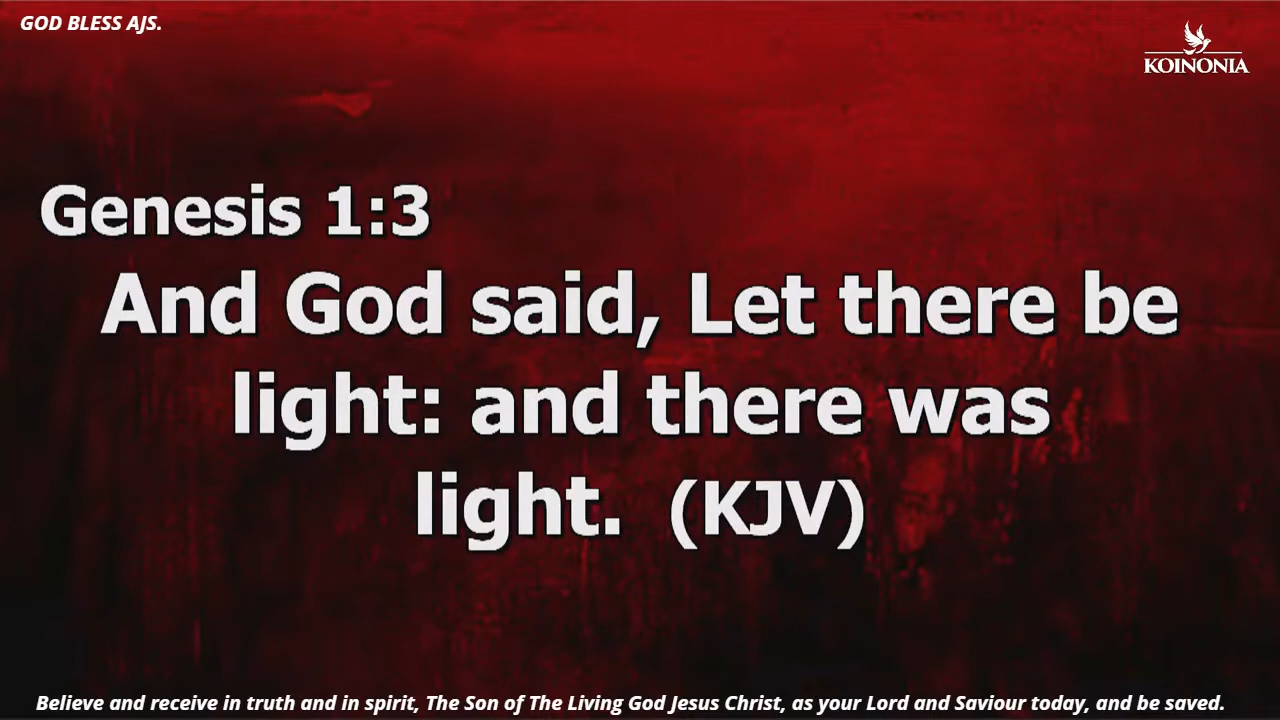 GOD BLESS AJS.
KOINONIA
Genesis 1:3
And God said, Let there be
light: and there was
light. (KJV)
Believe and receive in truth and in spirit, The Son of The Living God Jesus Christ, as your Lord and Saviour today, and be saved.